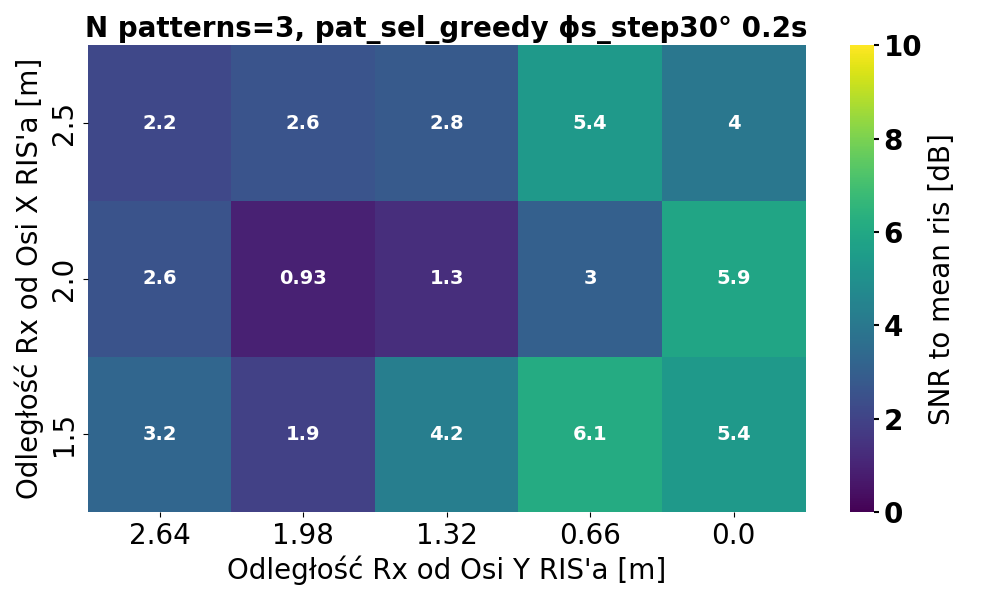 N patterns=3, pat_sel_greedy ϕs_step30° 0.2s
Odległość Rx od Osi X RIS'a [m]
2.5
2.0
1.5
2.2 2.6 2.8 5.4 4
2.6 0.93 1.3 3 5.9
3.2 1.9 4.2 6.1 5.4
2.64 1.98 1.32 0.66 0.0
Odległość Rx od Osi Y RIS'a [m]
10
8
6
4
2
0
SNR to mean ris [dB]